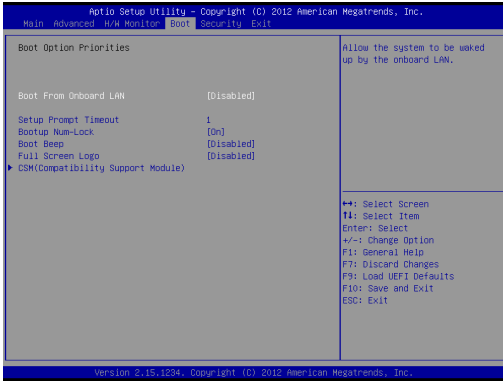 Aptio Setup Utility – Copyright (C) 2012 American Megatrends, Inc.
Main Advanced H/W Monitor Boot Security Exit
Boot Option Priorities
Boot From Onboard LAN [Disabled]
Setup Prompt Timeout 1
Bootup Num-Lock [On]
Boot Beep [Disabled]
Full Screen Logo [Disabled]
CSM(Compatibility Support Module)
Allow the system to be waked
up by the onboard LAN.
↔: Select Screen
↑↓: Select Item
Enter: Select
+/-: Change Option
F1: General Help
F7: Discard Changes
F9: Load UEFI Defaults
F10: Save and Exit
ESC: Exit
Version 2.15.1234. Copyright (C) 2012 American Megatrends, Inc.